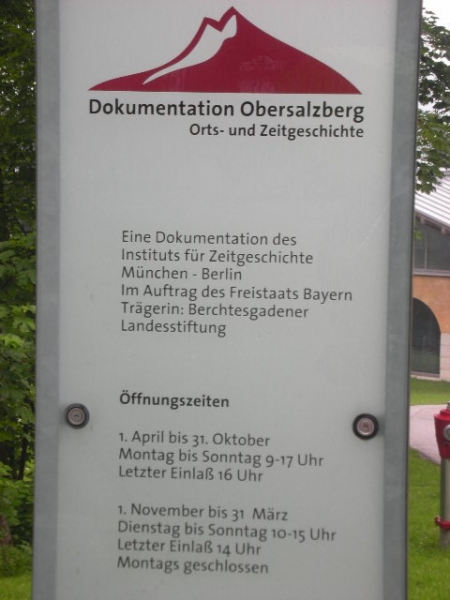 Dokumentation Obersalzberg
Orts- und Zeitgeschichte
Eine Dokumentation des
Instituts für Zeitgeschichte
München - Berlin
Im Auftrag des Freistaats Bayern
Trägerin: Berchtesgadener
Landesstiftung
Öffnungszeiten
1. April bis 31. Oktober
Montag bis Sonntag 9-17 Uhr
Letzter Einlaß 16 Uhr
1. November bis 31 März
Dienstag bis Sonntag 10-15 Uhr
Letzter Einlaß 14 Uhr
Montags geschlossen